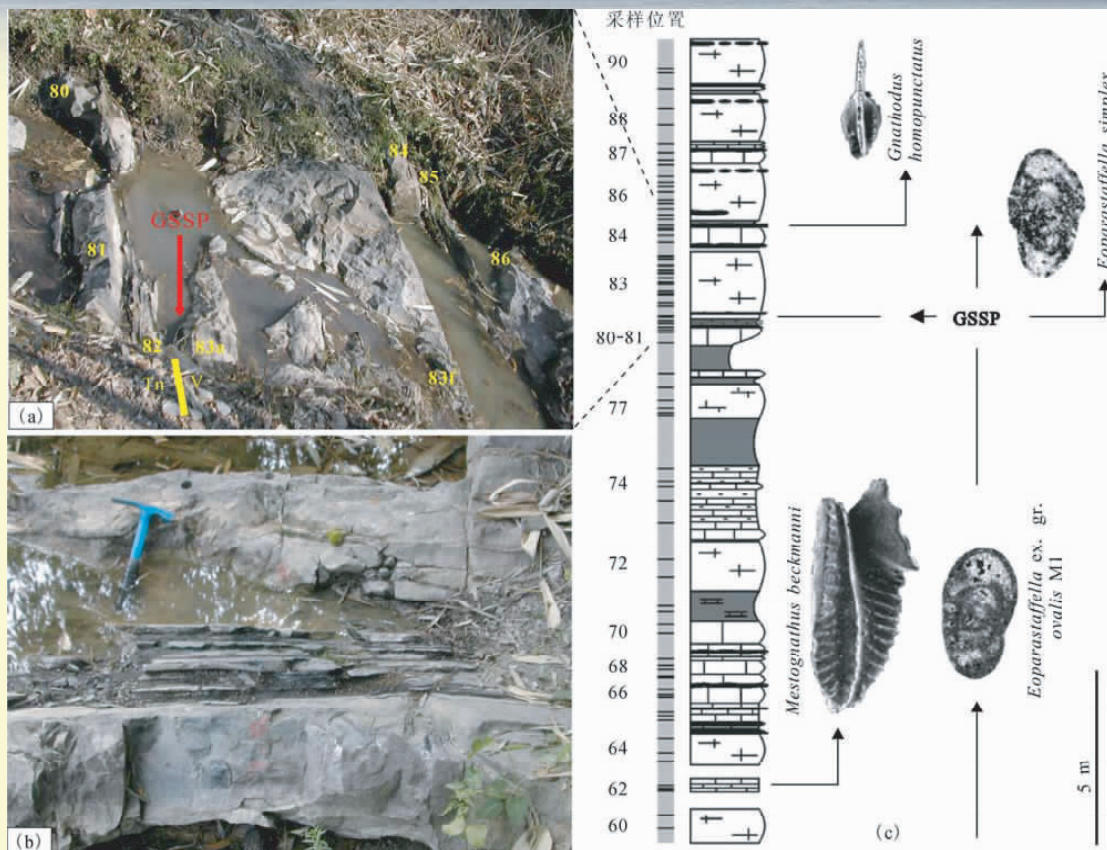 80
84
85
GSSP
81
86
82
83a
Tn
V
83f
(a)
(b)
采样位置
90
88
87
86
84
83
80-81
77
74
72
70
68
66
64
62
60
Gnathodus
homopunctatus
Eoparastaffella simplex
GSSP
Mestognathus beckmanni
Eoparastaffella ex. gr.
ovalis M1
5 m
(c)